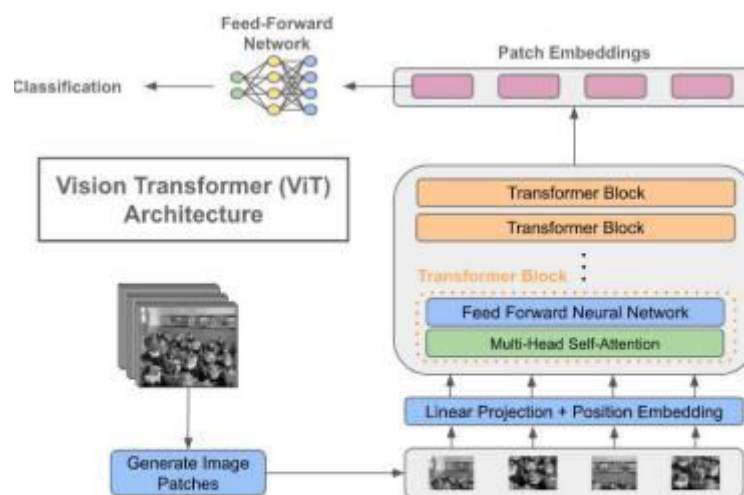 Feed-Forward
Network
Patch Embeddings
Classification
Vision Transformer (ViT)
Architecture
Transformer Block
Transformer Block
Transformer Block
Feed Forward Neural Network
Multi-Head Self-Attention
Linear Projection + Position Embedding
Generate Image
Patches